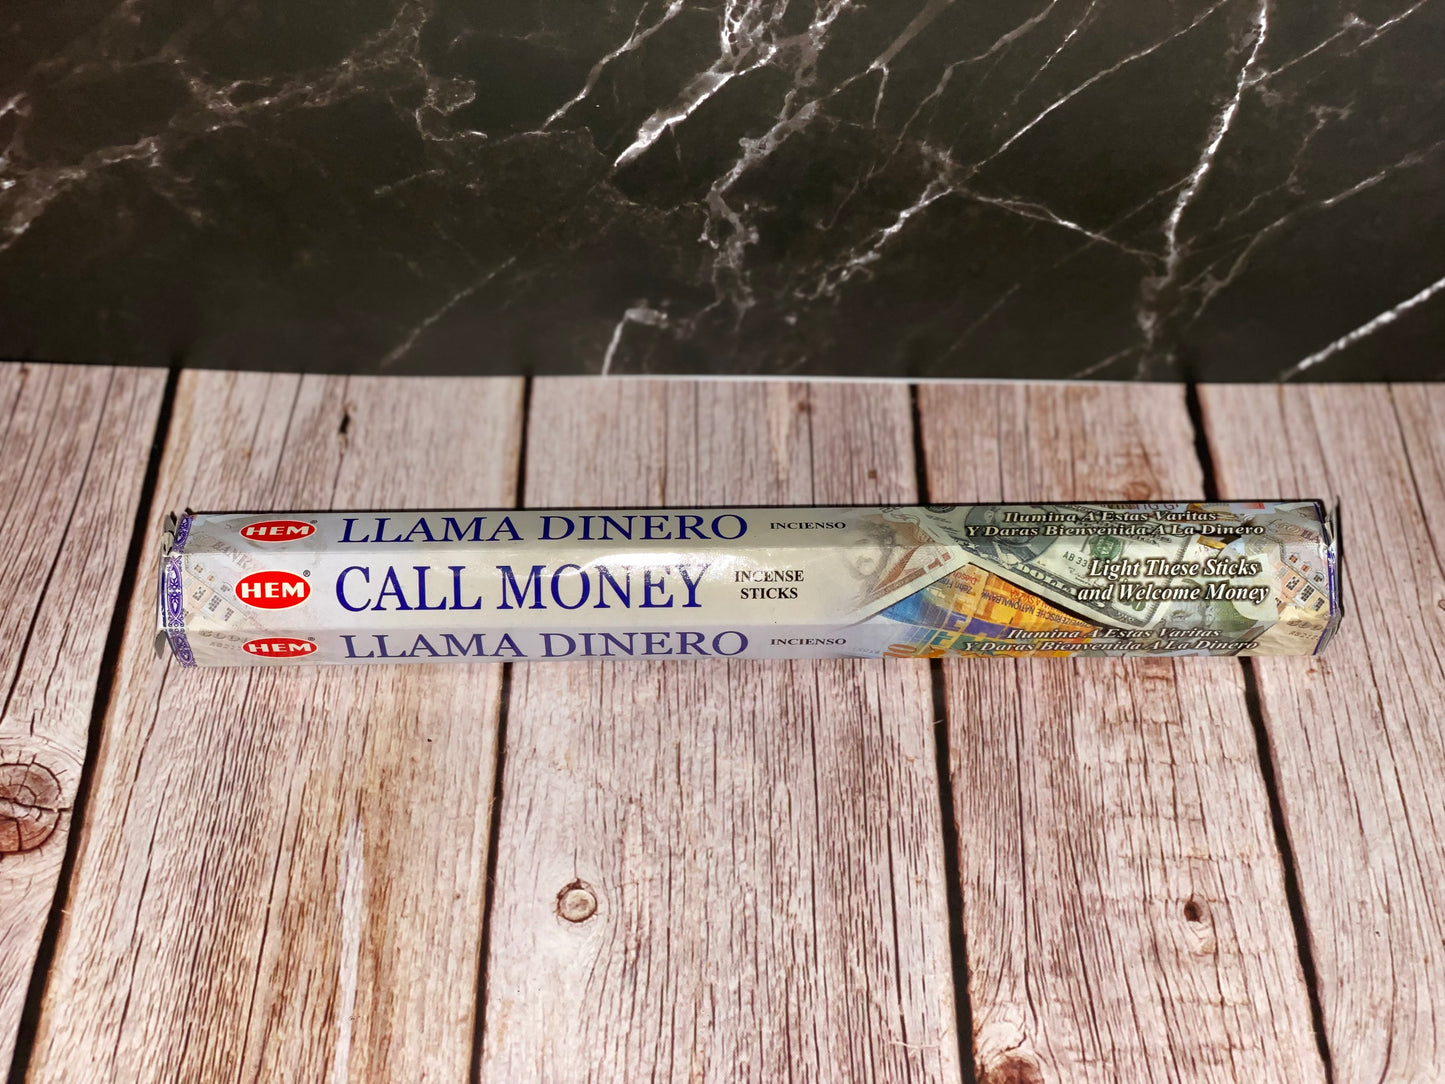 HEM® LLAMA DINERO INCIENSO
Ilumina A Estas Varitas
Y Daras Bienvenida A La Dinero
HEM® CALL MONEY INCENSE STICKS
Light These Sticks
and Welcome Money
HEM® LLAMA DINERO INCIENSO
Ilumina A Estas Varitas
Y Daras Bienvenida A La Dinero